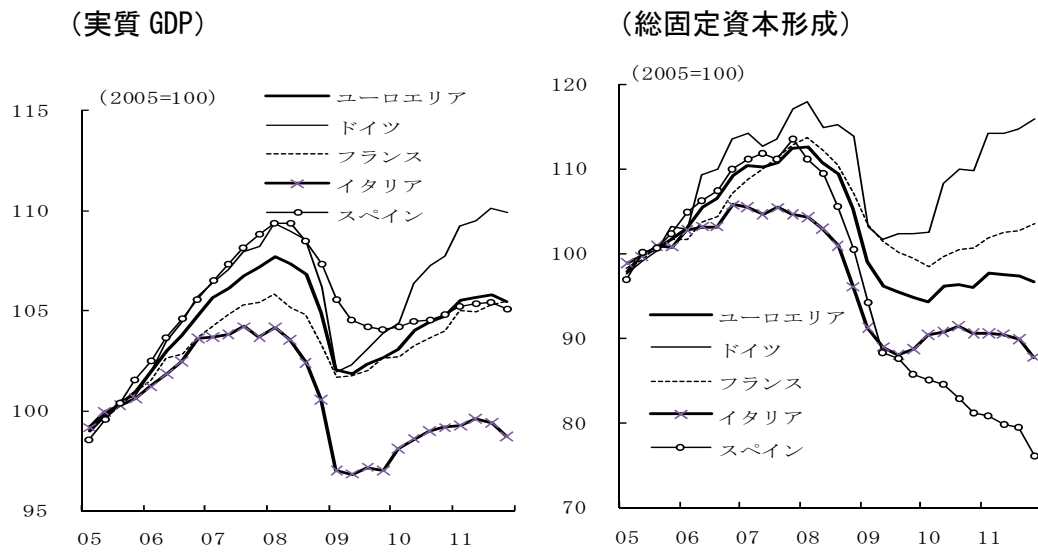 （実質 GDP）
（2005=100）
ユーロエリア
ドイツ
フランス
イタリア
スペイン
115
110
105
100
95
05 06 07 08 09 10 11
（総固定資本形成）
（2005=100）
120
110
100
90
80
70
ユーロエリア
ドイツ
フランス
イタリア
スペイン
05 06 07 08 09 10 11